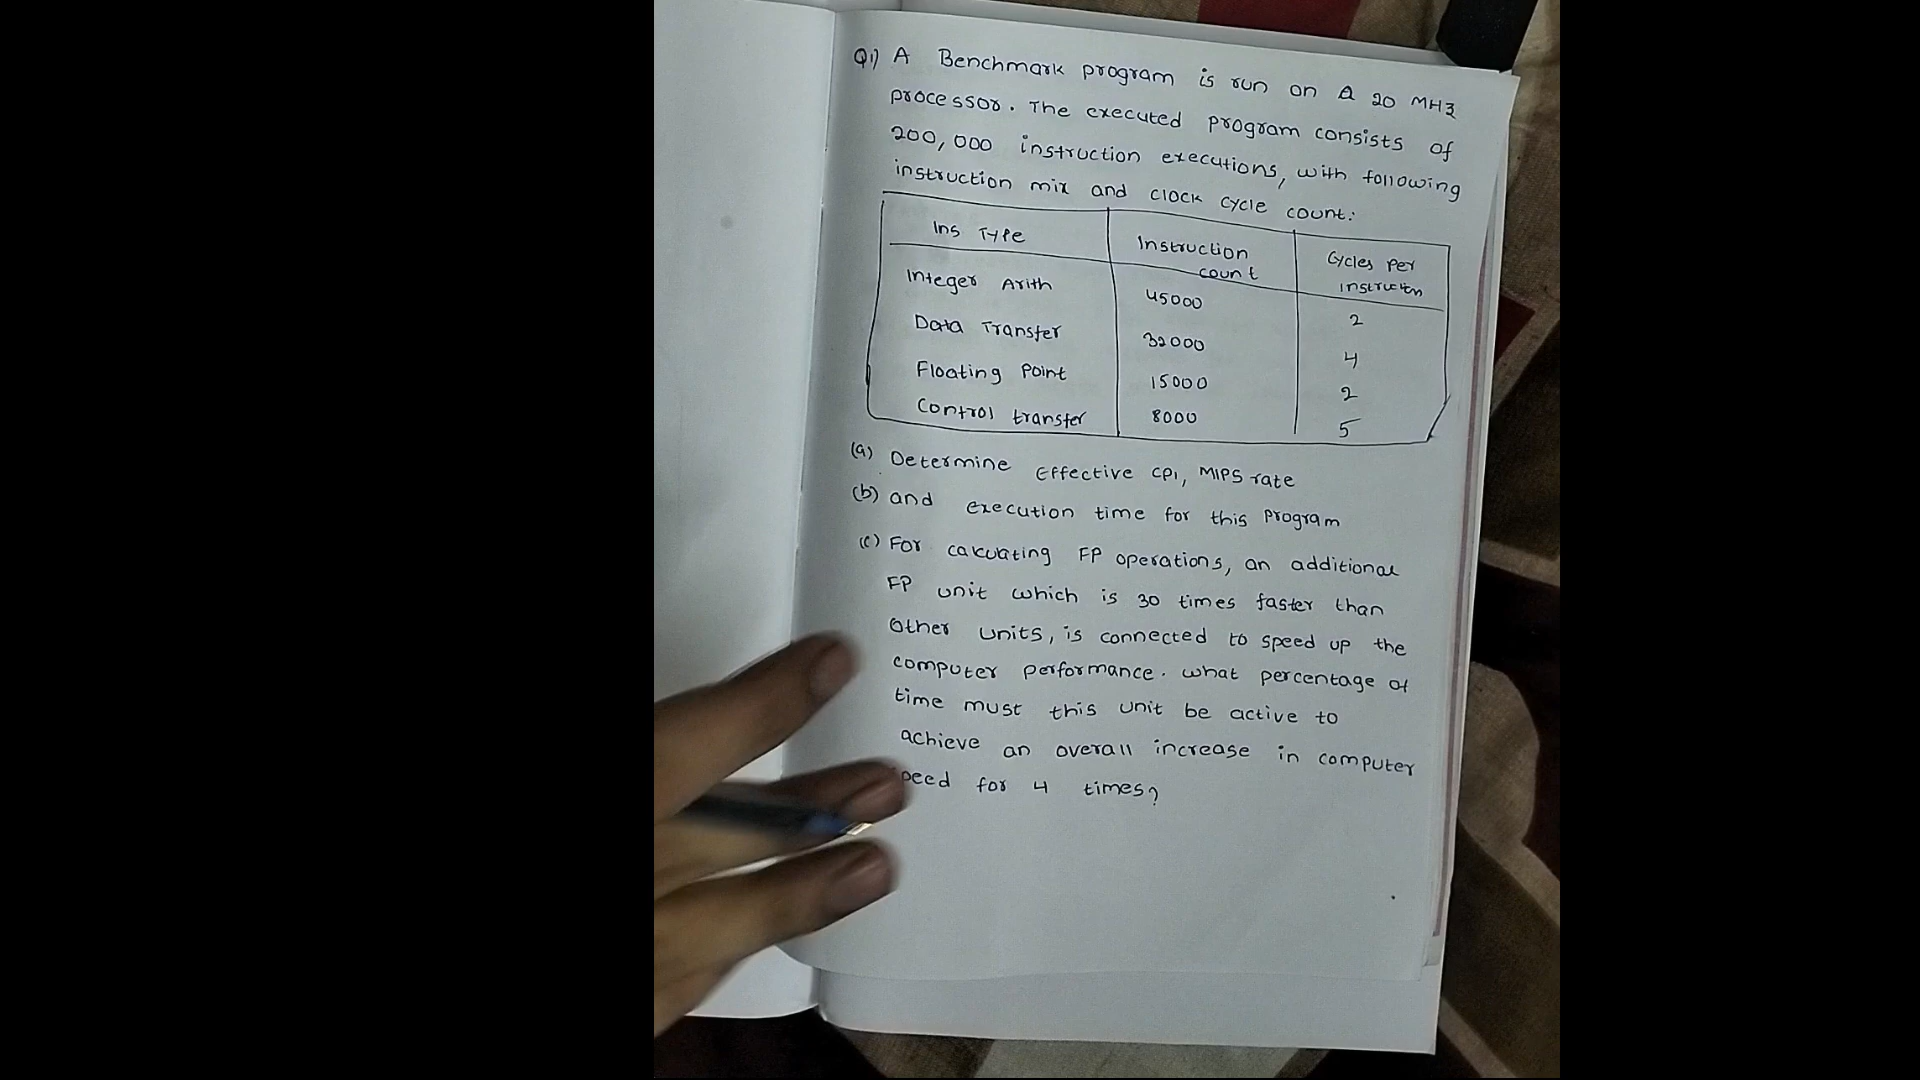 Q1) A Benchmark program is run on A 20 MHz
processor. The executed program consists of
200,000 instruction executions, with following
instruction mix and clock cycle count:
Ins Type Instruction count Cycles Per instruction
Integer Arith 45000 2
Data Transfer 32000 4
Floating Point 15000 2
Control transfer 8000 5
(a) Determine Effective CPI, MIPS rate
(b) and execution time for this program
(c) For calculating FP operations, an additional
FP unit which is 30 times faster than
other units, is connected to speed up the
computer performance. what percentage of
time must this unit be active to
achieve an overall increase in computer
speed for 4 times?